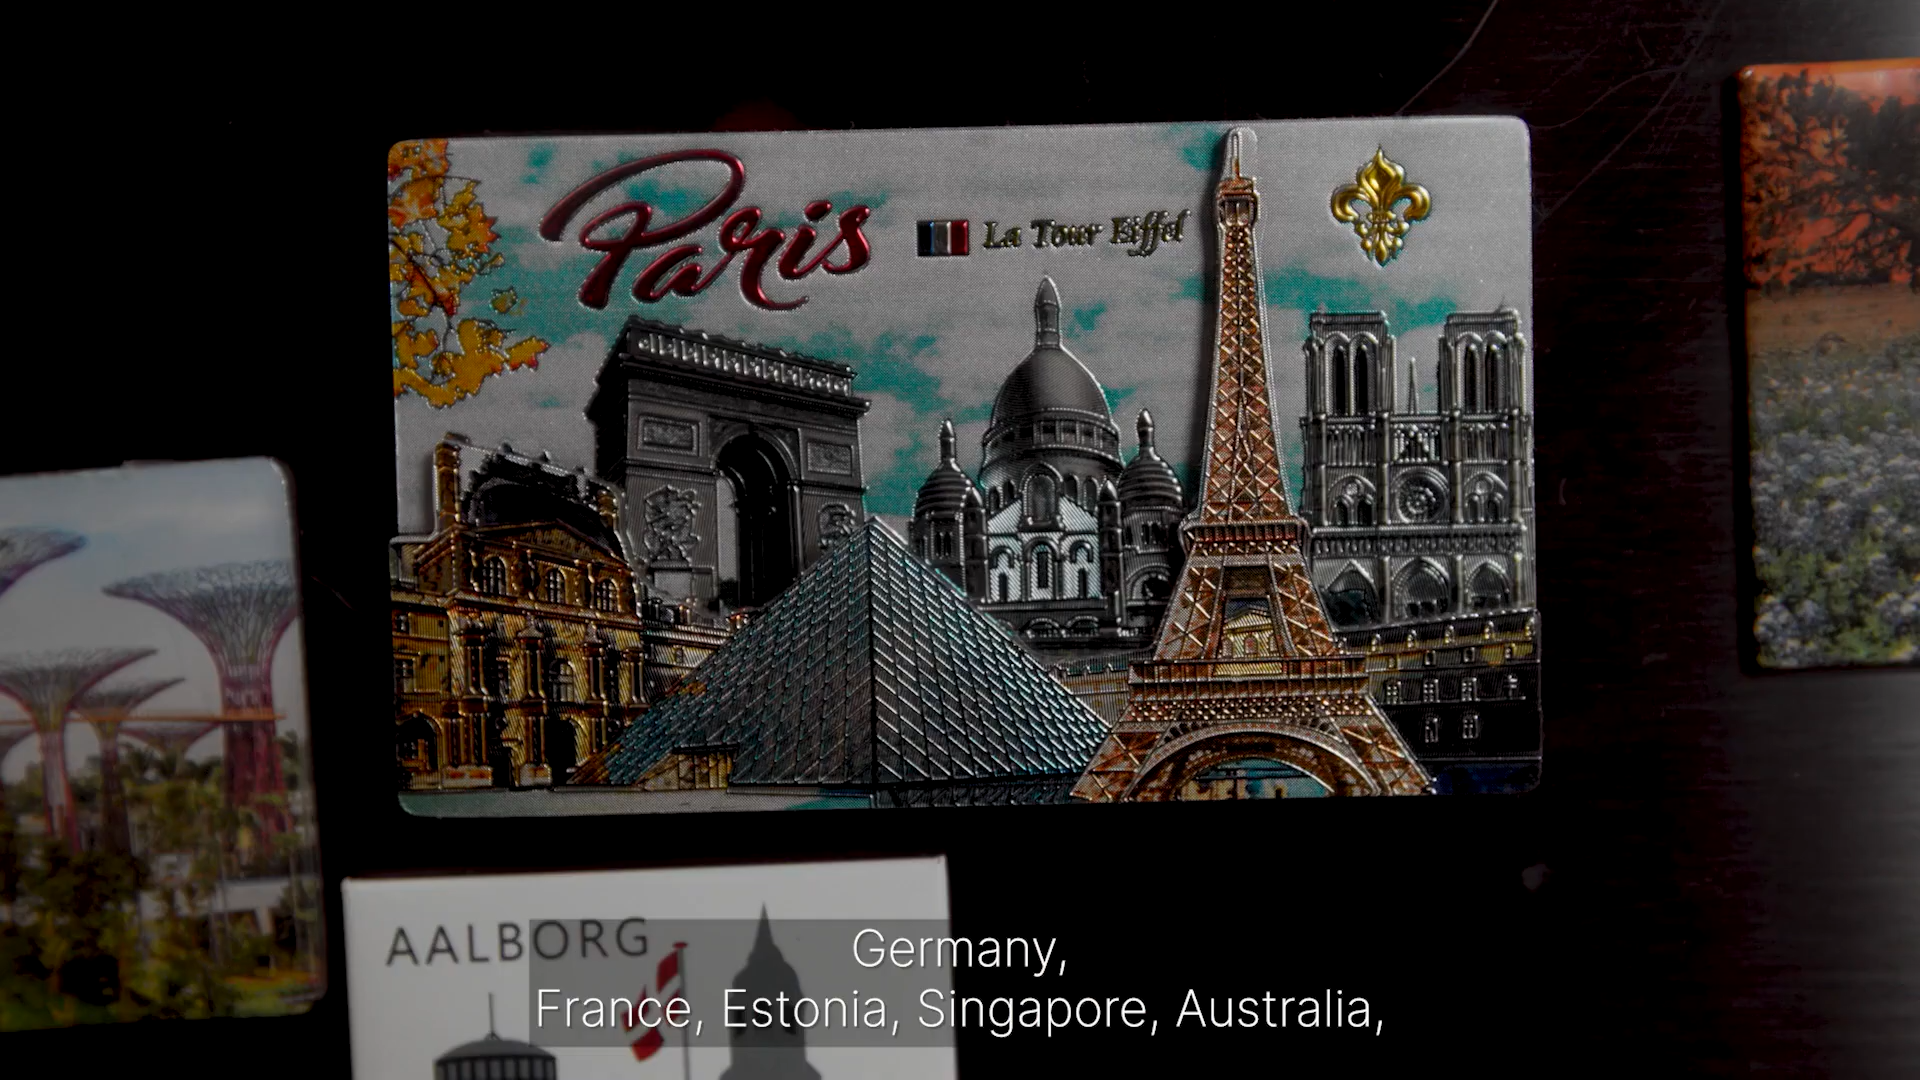 Paris
La Tour Eiffel
AALBORG
Germany,
France, Estonia, Singapore, Australia,